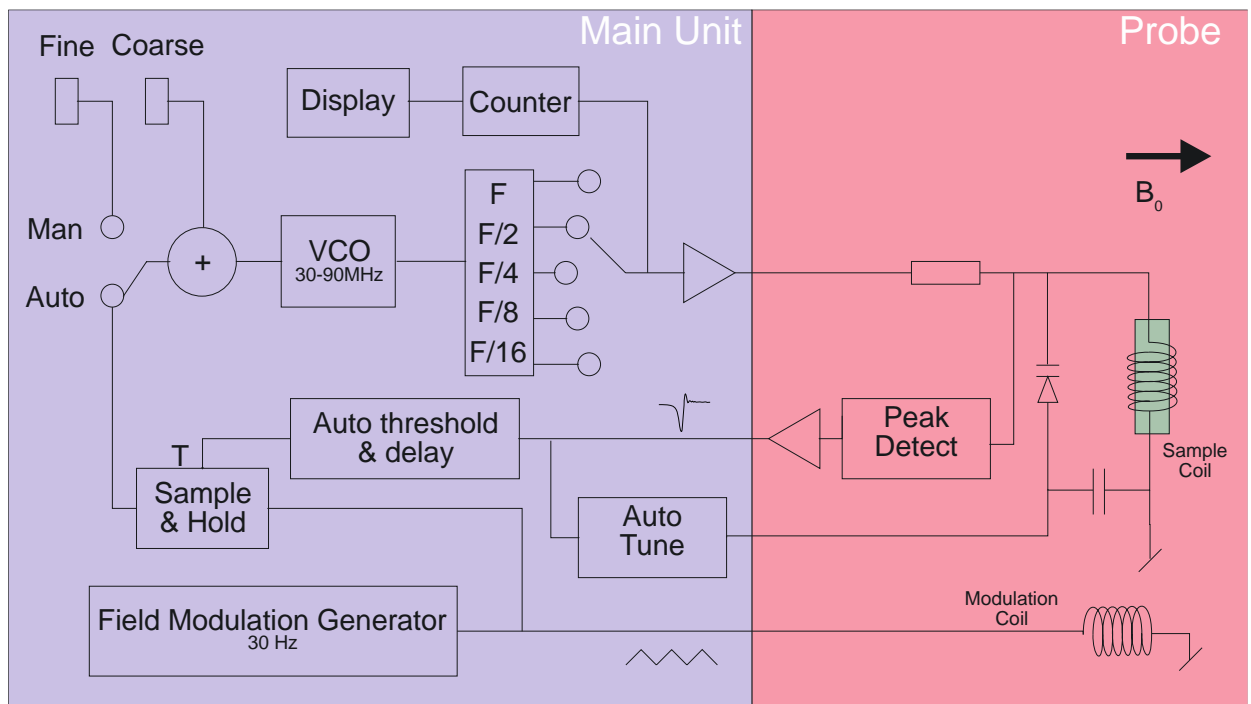 Main Unit
Probe
Fine
Coarse
Display
Counter
B0
Man
Auto
+
VCO
30-90MHz
F
F/2
F/4
F/8
F/16
Auto threshold
& delay
Peak
Detect
Sample
Coil
T
Sample
& Hold
Auto
Tune
Field Modulation Generator
30 Hz
Modulation
Coil